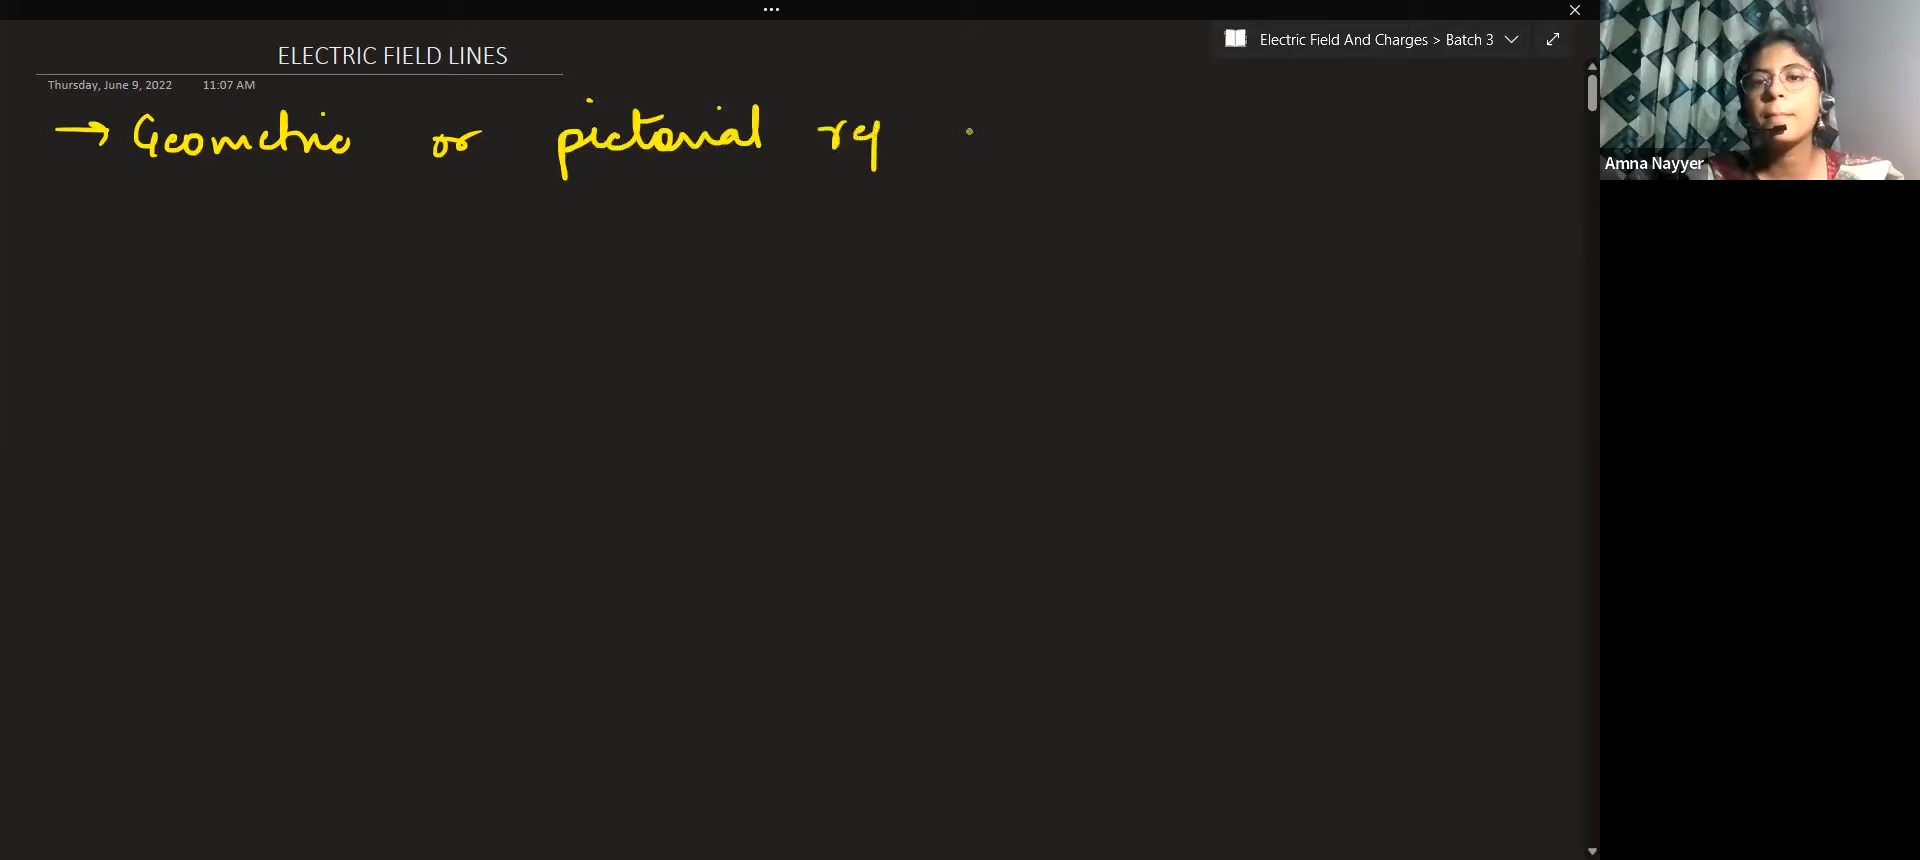 ELECTRIC FIELD LINES
Electric Field And Charges > Batch 3
Thursday, June 9, 2022 11:07 AM
→ Geometric or pictorial rep
Amna Nayyer